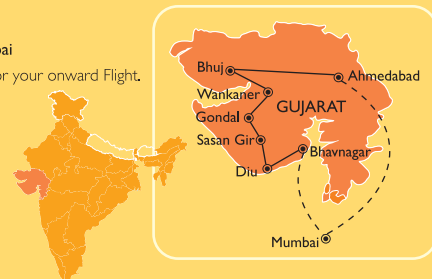 bai
or your onward Flight.
Bhuj
Ahmedabad
Wankaner
GUJARAT
Gondal
Sasan Gir
Bhavnagar
Diu
Mumbai